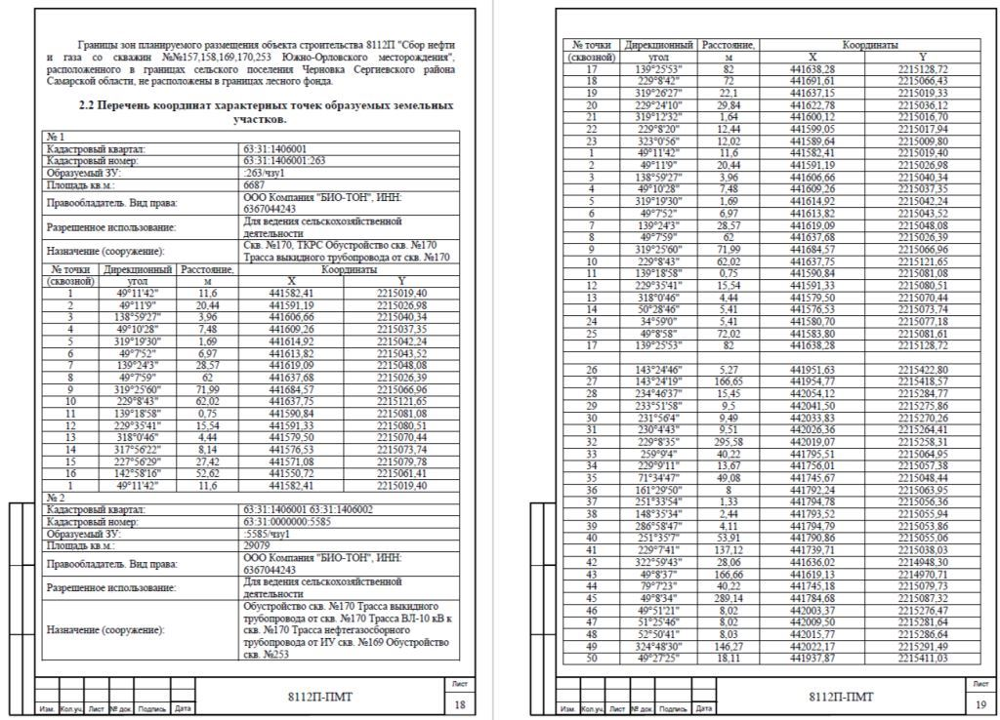 Границы зон планируемого размещения объекта строительства 8112П "Сбор нефти
и газа со скважин №№157,158,169,170,253 Южно-Орловского месторождения",
расположенного в границах сельского поселения Черновка Сергиевского района
Самарской области, не расположены в границах лесного фонда.
2.2 Перечень координат характерных точек образуемых земельных
участков.
№ 1
Кадастровый квартал: 63:31:1406001
Кадастровый номер: 63:31:1406001:263
Образуемый ЗУ: :263/чзу1
Площадь кв.м.: 6687
Правообладатель. Вид права: ООО Компания "БИО-ТОН", ИНН:
6367044243
Разрешенное использование: Для ведения сельскохозяйственной
деятельности
Назначение (сооружение): Скв. №170, ТКРС Обустройство скв. №170
Трасса выкидного трубопровода от скв. №170
№ точки Дирекционный Расстояние, Координаты
(сквозной) угол м X Y
1 49°11'42" 11,6 441582,41 2215019,40
2 49°11'9" 20,44 441591,19 2215026,98
3 138°59'27" 3,96 441606,66 2215040,34
4 49°10'28" 7,48 441609,26 2215037,35
5 319°19'30" 1,69 441614,92 2215042,24
6 49°7'52" 6,97 441613,82 2215043,52
7 139°24'3" 28,57 441619,09 2215048,08
8 49°7'59" 62 441637,68 2215026,39
9 319°25'60" 71,99 441684,57 2215066,96
10 229°8'43" 62,02 441637,75 2215121,65
11 139°18'58" 0,75 441590,84 2215081,08
12 229°35'41" 15,54 441591,33 2215080,51
13 318°0'46" 4,44 441579,50 2215070,44
14 317°56'22" 8,14 441576,53 2215073,74
15 227°56'29" 27,42 441571,08 2215079,78
16 142°58'16" 52,62 441550,72 2215061,41
1 49°11'42" 11,6 441582,41 2215019,40
№ 2
Кадастровый квартал: 63:31:1406001 63:31:1406002
Кадастровый номер: 63:31:0000000:5585
Образуемый ЗУ: :5585/чзу1
Площадь кв.м.: 29079
Правообладатель. Вид права: ООО Компания "БИО-ТОН", ИНН:
6367044243
Разрешенное использование: Для ведения сельскохозяйственной
деятельности
Назначение (сооружение): Обустройство скв. №170 Трасса выкидного
трубопровода от скв. №170 Трасса ВЛ-10 кВ к
скв. №170 Трасса нефтегазосборного
трубопровода от ИУ скв. №169 Обустройство
скв. №253
8112П-ПМТ
Лист
18
Изм. Кол.уч. Лист № док. Подпись Дата
№ точки Дирекционный Расстояние, Координаты
(сквозной) угол м X Y
17 139°25'53" 82 441638,28 2215128,72
18 229°8'42" 72 441691,61 2215066,43
19 319°26'27" 22,1 441637,15 2215019,33
20 229°24'10" 29,84 441622,78 2215036,12
21 319°12'32" 1,64 441600,12 2215016,70
22 229°8'20" 12,44 441599,05 2215017,94
23 323°0'56" 12,02 441589,64 2215009,80
1 49°11'42" 11,6 441582,41 2215019,40
2 49°11'9" 20,44 441591,19 2215026,98
3 138°59'27" 3,96 441606,66 2215040,34
4 49°10'28" 7,48 441609,26 2215037,35
5 319°19'30" 1,69 441614,92 2215042,24
6 49°7'52" 6,97 441613,82 2215043,52
7 139°24'3" 28,57 441619,09 2215048,08
8 49°7'59" 62 441637,68 2215026,39
9 319°25'60" 71,99 441684,57 2215066,96
10 229°8'43" 62,02 441637,75 2215121,65
11 139°18'58" 0,75 441590,84 2215081,08
12 229°35'41" 15,54 441591,33 2215080,51
13 318°0'46" 4,44 441579,50 2215070,44
14 50°28'46" 5,41 441576,53 2215073,74
24 34°59'0" 5,41 441580,70 2215077,18
25 49°8'58" 72,02 441583,80 2215081,61
17 139°25'53" 82 441638,28 2215128,72
26 143°24'46" 5,27 441951,63 2215422,80
27 143°24'19" 166,65 441954,77 2215418,57
28 234°46'37" 15,45 442054,12 2215284,77
29 233°51'58" 9,5 442041,50 2215275,86
30 231°56'4" 9,49 442033,83 2215270,26
31 230°4'43" 9,51 442026,36 2215264,41
32 229°8'35" 295,58 442019,07 2215258,31
33 259°9'4" 40,22 441795,51 2215064,95
34 229°9'11" 13,67 441756,01 2215057,38
35 71°34'47" 49,08 441745,67 2215048,44
36 161°29'50" 8 441792,24 2215063,95
37 251°33'54" 1,33 441794,78 2215056,36
38 148°35'34" 2,44 441793,52 2215055,94
39 286°58'47" 4,11 441794,79 2215053,86
40 251°35'7" 53,91 441790,86 2215055,06
41 229°7'41" 137,12 441739,71 2215038,03
42 322°59'43" 28,06 441636,02 2214948,30
43 49°8'37" 166,66 441619,13 2214970,71
44 79°7'23" 40,22 441745,18 2215079,73
45 49°8'34" 289,14 441784,68 2215087,32
46 49°51'21" 8,02 442003,37 2215276,47
47 51°25'46" 8,02 442009,50 2215281,64
48 52°50'41" 8,03 442015,77 2215286,64
49 324°48'30" 146,27 442022,17 2215291,49
50 49°27'25" 18,11 441937,87 2215411,03
8112П-ПМТ
Лист
19
Изм. Кол.уч. Лист № док. Подпись Дата